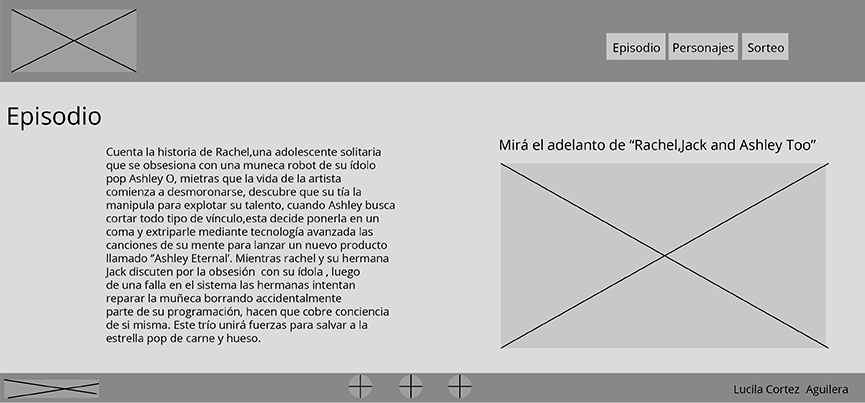 Episodio
Personajes
Sorteo
Episodio
Cuenta la historia de Rachel,una adolescente solitaria
que se obsesiona con una muneca robot de su ídolo
pop Ashley O, mietras que la vida de la artista
comienza a desmoronarse, descubre que su tía la
manipula para explotar su talento, cuando Ashley busca
cortar todo tipo de vínculo,esta decide ponerla en un
coma y extriparle mediante tecnología avanzada las
canciones de su mente para lanzar un nuevo producto
llamado “Ashley Eternal’. Mientras rachel y su hermana
Jack discuten por la obsesión  con su ídola , luego
de una falla en el sistema las hermanas intentan
reparar la muñeca borrando accidentalmente
parte de su programación, hacen que cobre conciencia
de si misma. Este trío unirá fuerzas para salvar a la
estrella pop de carne y hueso.
Mirá el adelanto de “Rachel,Jack and Ashley Too”
Lucila Cortez  Aguilera